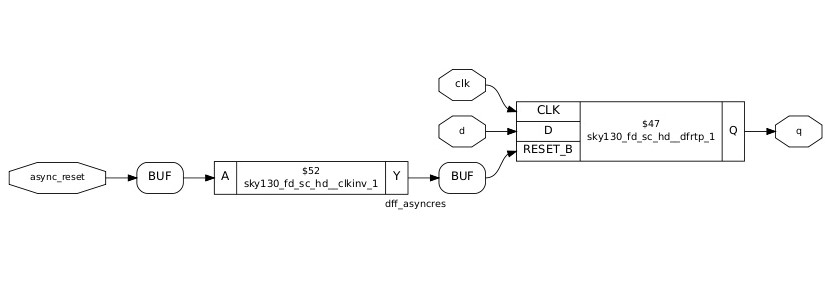 clk
CLK
d
D
RESET_B
$47
sky130_fd_sc_hd__dfrtp_1
Q
q
async_reset
BUF
A
$52
sky130_fd_sc_hd__clkinv_1
Y
BUF
dff_asyncres